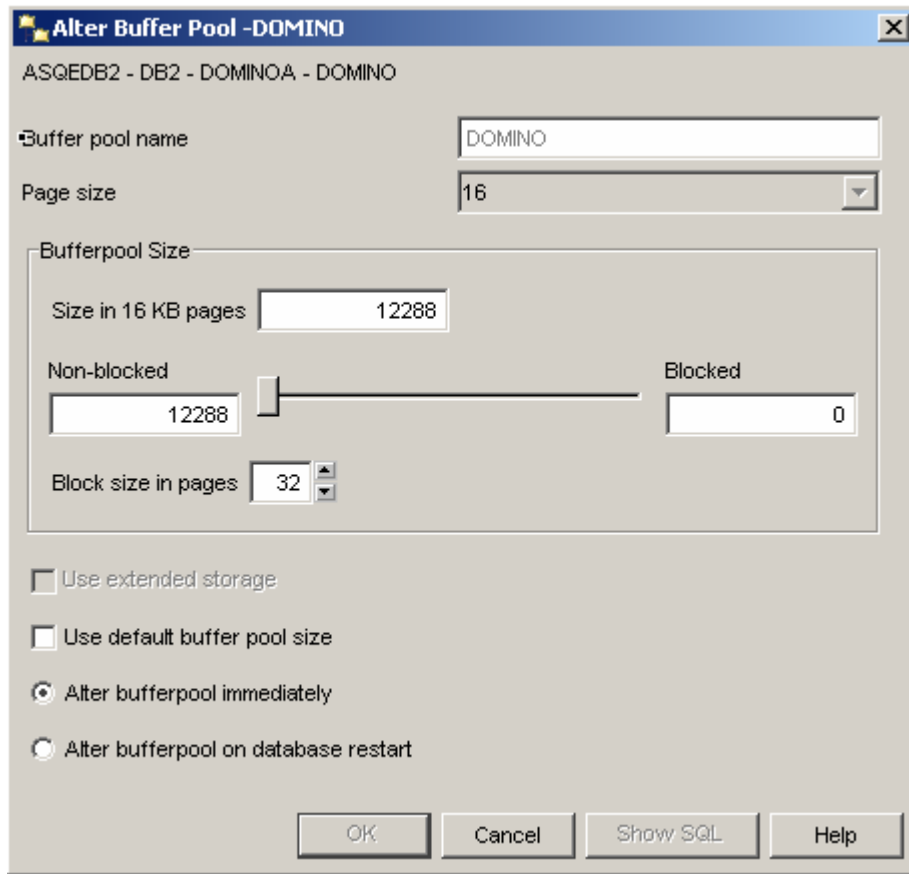 Alter Buffer Pool -DOMINO
ASQEDB2 - DB2 - DOMINOA - DOMINO
Buffer pool name DOMINO
Page size 16
Bufferpool Size
Size in 16 KB pages 12288
Non-blocked Blocked
12288 0
Block size in pages 32
Use extended storage
Use default buffer pool size
Alter bufferpool immediately
Alter bufferpool on database restart
OK Cancel Show SQL Help